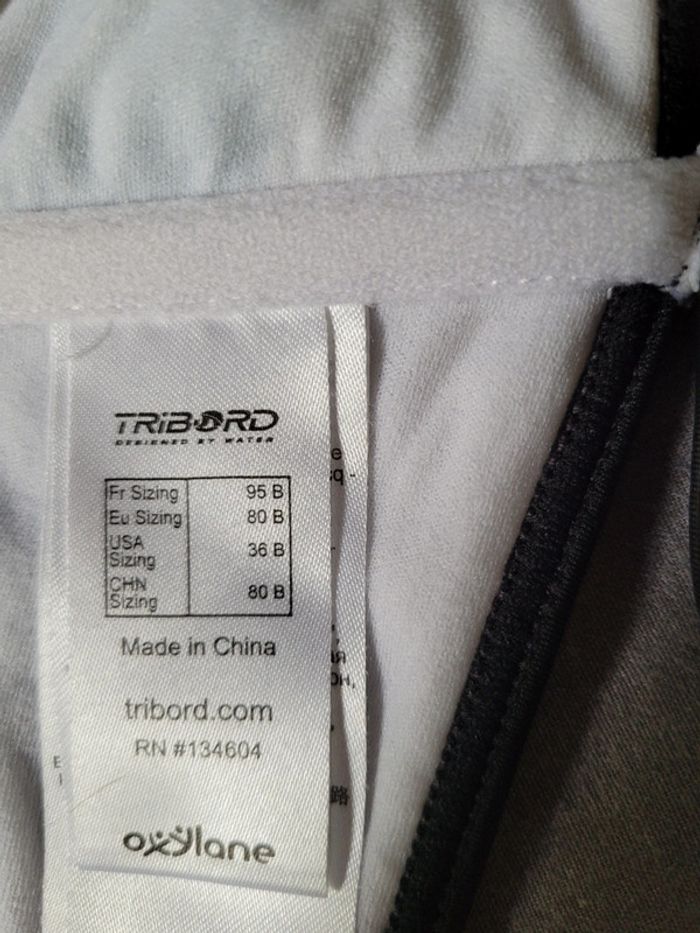 TRiBORD
DESIGNED BY WATER
Fr Sizing 95 B
Eu Sizing 80 B
USA Sizing 36 B
CHN Sizing 80 B
Made in China
tribord.com
RN #134604
oxylane